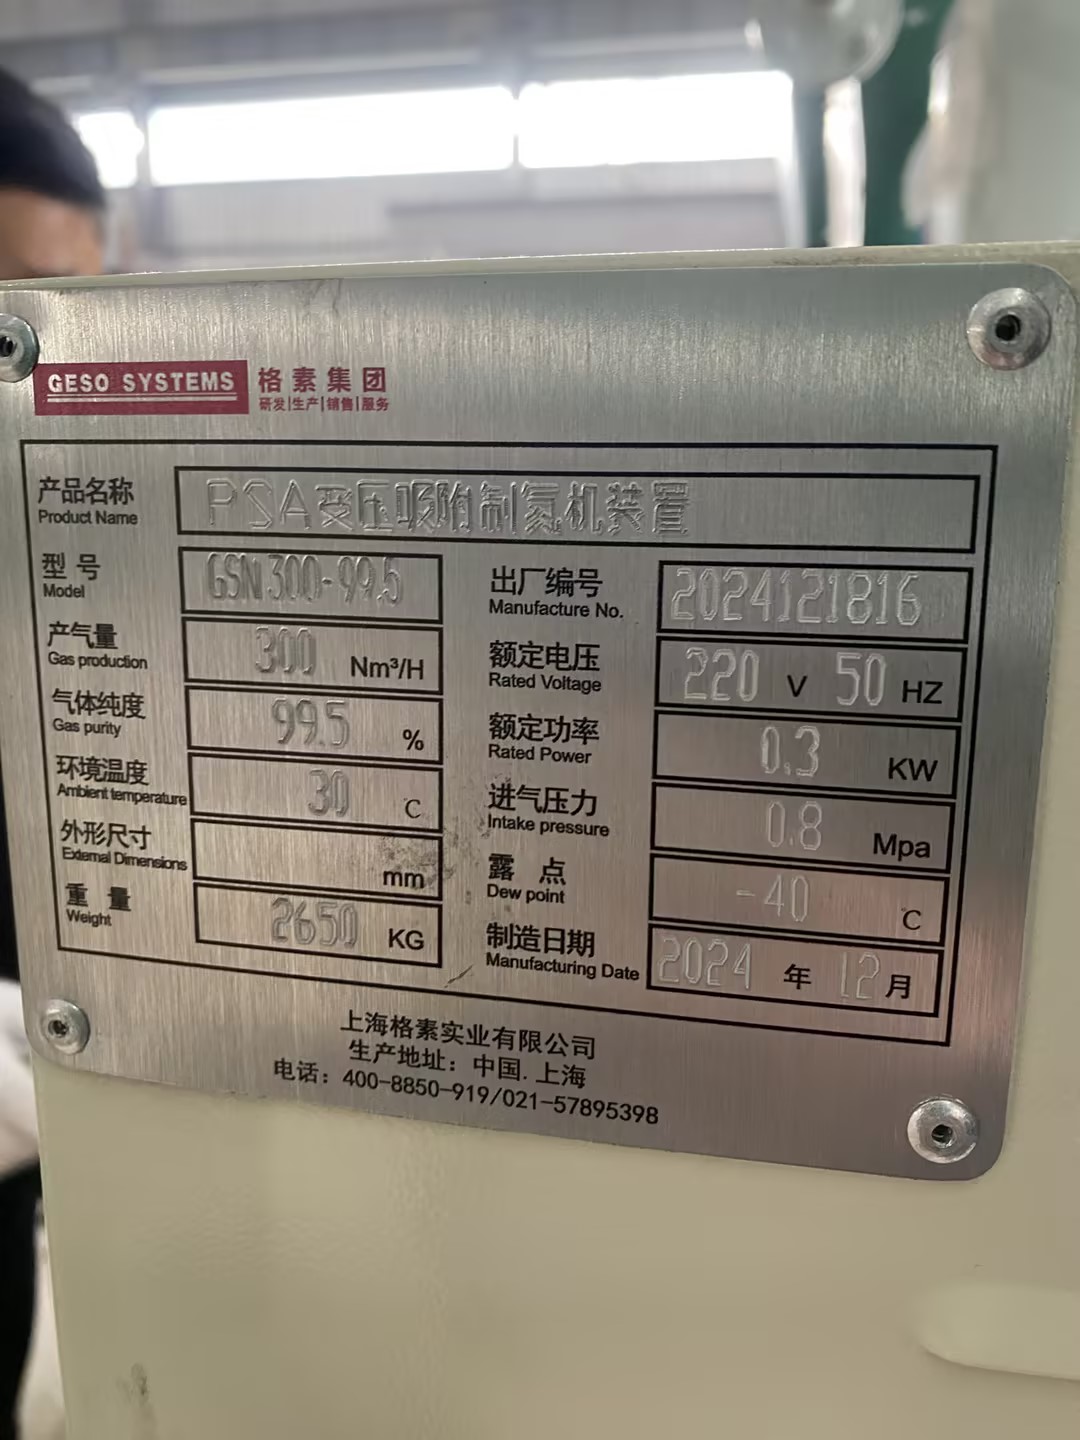 GESO SYSTEMS 格素集团
研发|生产|销售|服务
产品名称 PSA变压吸附制氮机装置
Product Name
型号 GSN300-99.5 出厂编号 2024121816
Model Manufacture No.
产气量 300 Nm³/H 额定电压 220 V 50 HZ
Gas production Rated Voltage
气体纯度 99.5 % 额定功率 0.3 KW
Gas purity Rated Power
环境温度 30 C 进气压力 0.8 Mpa
Ambient temperature Intake pressure
外形尺寸 mm 露点 -40 C
External Dimensions Dew point
重量 2650 KG 制造日期 2024 年 12 月
Weight Manufacturing Date
上海格素实业有限公司
生产地址：中国.上海
电话：400-8850-919/021-57895398